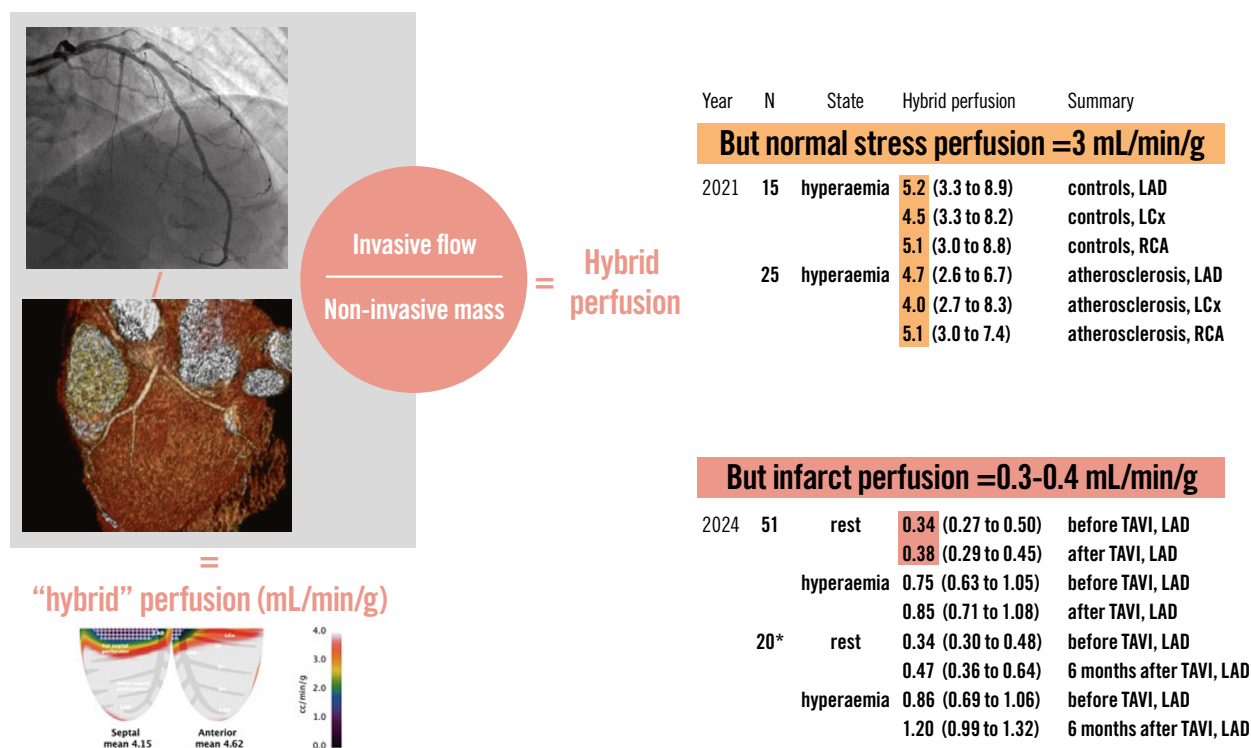 Invasive flow
Non-invasive mass
=
Hybrid
perfusion
=
“hybrid” perfusion (mL/min/g)
4.0
3.0
2.0
1.0
0.0
cc/min/g
Septal
mean 4.15
Anterior
mean 4.62
Year N State Hybrid perfusion Summary
But normal stress perfusion =3 mL/min/g
2021 15 hyperaemia 5.2 (3.3 to 8.9) controls, LAD
4.5 (3.3 to 8.2) controls, LCx
5.1 (3.0 to 8.8) controls, RCA
25 hyperaemia 4.7 (2.6 to 6.7) atherosclerosis, LAD
4.0 (2.7 to 8.3) atherosclerosis, LCx
5.1 (3.0 to 7.4) atherosclerosis, RCA
But infarct perfusion =0.3-0.4 mL/min/g
2024 51 rest 0.34 (0.27 to 0.50) before TAVI, LAD
0.38 (0.29 to 0.45) after TAVI, LAD
hyperaemia 0.75 (0.63 to 1.05) before TAVI, LAD
0.85 (0.71 to 1.08) after TAVI, LAD
20* rest 0.34 (0.30 to 0.48) before TAVI, LAD
0.47 (0.36 to 0.64) 6 months after TAVI, LAD
hyperaemia 0.86 (0.69 to 1.06) before TAVI, LAD
1.20 (0.99 to 1.32) 6 months after TAVI, LAD